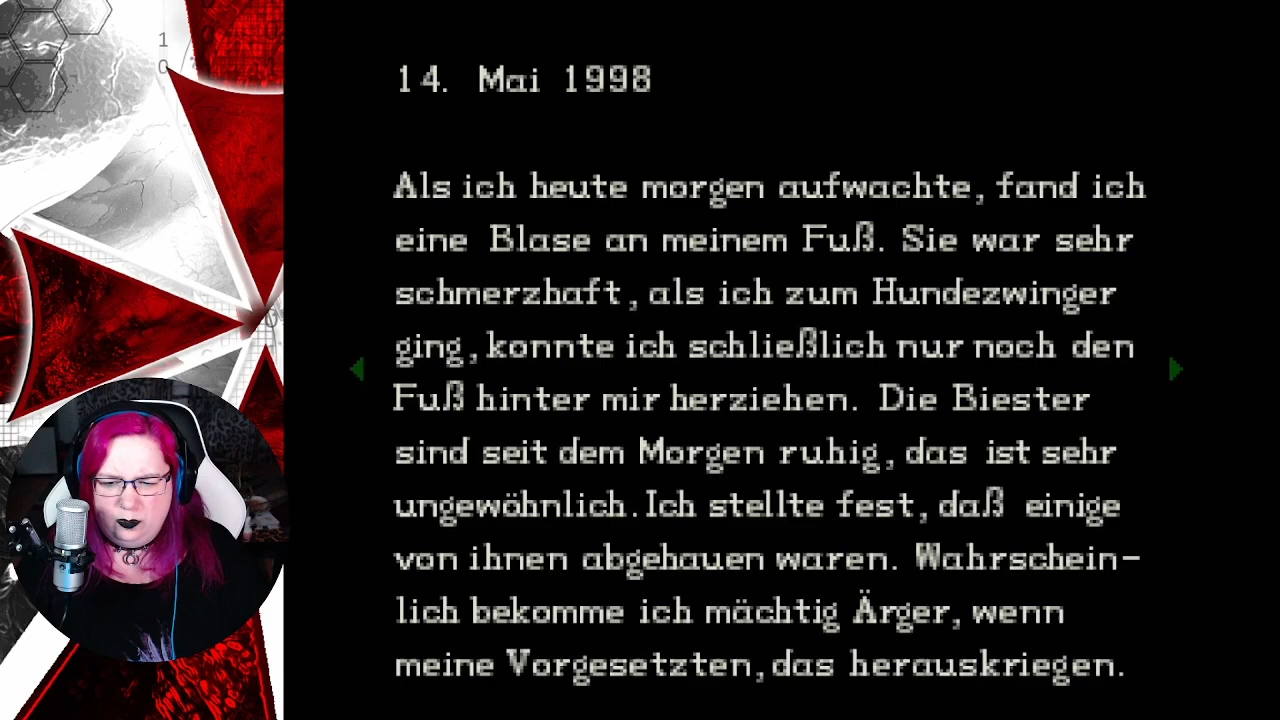 1
0
14. Mai 1998
Als ich heute morgen aufwachte, fand ich
eine Blase an meinem Fuß. Sie war sehr
schmerzhaft, als ich zum Hundezwinger
ging, konnte ich schließlich nur noch den
Fuß hinter mir herziehen. Die Biester
sind seit dem Morgen ruhig, das ist sehr
ungewöhnlich. Ich stellte fest, daß einige
von ihnen abgehauen waren. Wahrschein-
lich bekomme ich mächtig Ärger, wenn
meine Vorgesetzten, das herauskriegen.